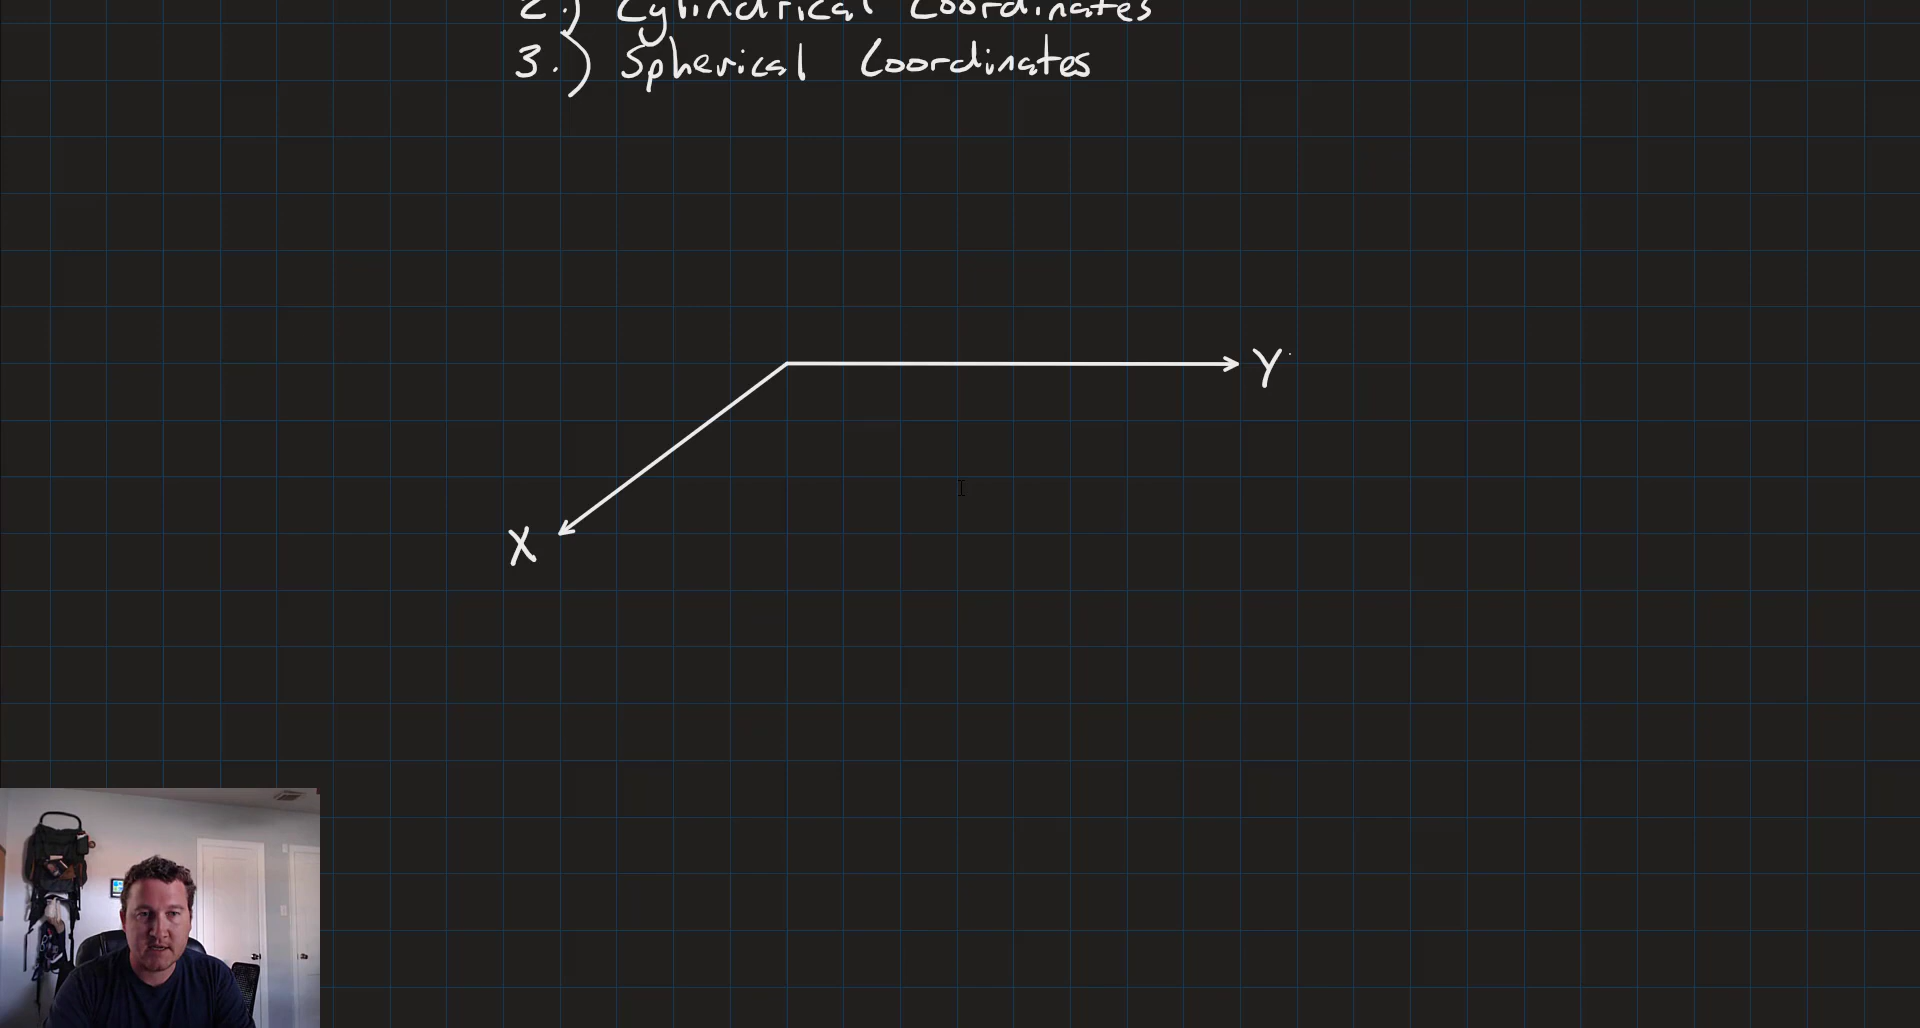 2.) Cylindrical Coordinates
3.) Spherical Coordinates
Y
X